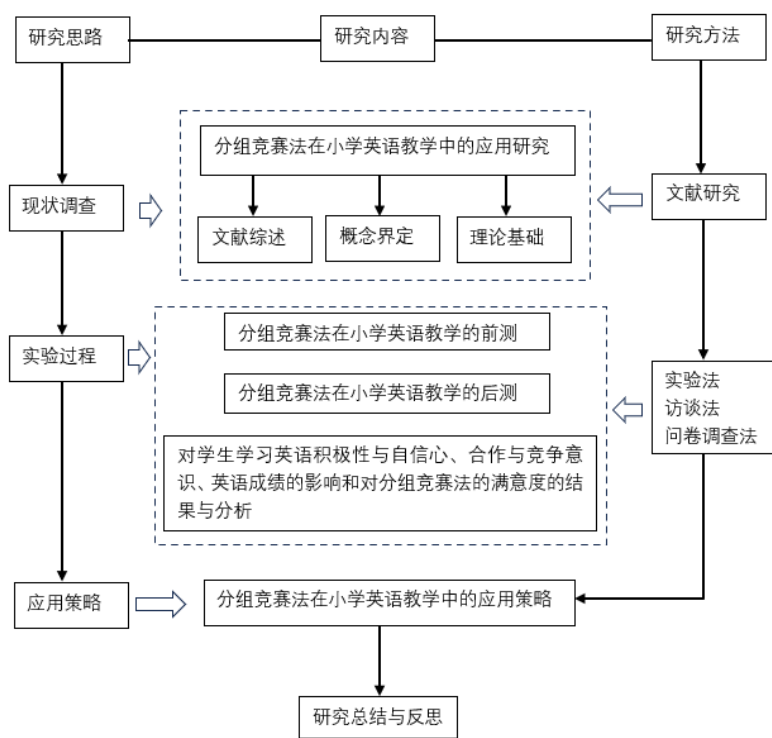 研究思路
研究内容
研究方法
分组竞赛法在小学英语教学中的应用研究
现状调查
文献研究
文献综述
概念界定
理论基础
分组竞赛法在小学英语教学的前测
实验过程
分组竞赛法在小学英语教学的后测
实验法
访谈法
问卷调查法
对学生学习英语积极性与自信心、合作与竞争意
识、英语成绩的影响和对分组竞赛法的满意度的结
果与分析
应用策略
分组竞赛法在小学英语教学中的应用策略
研究总结与反思